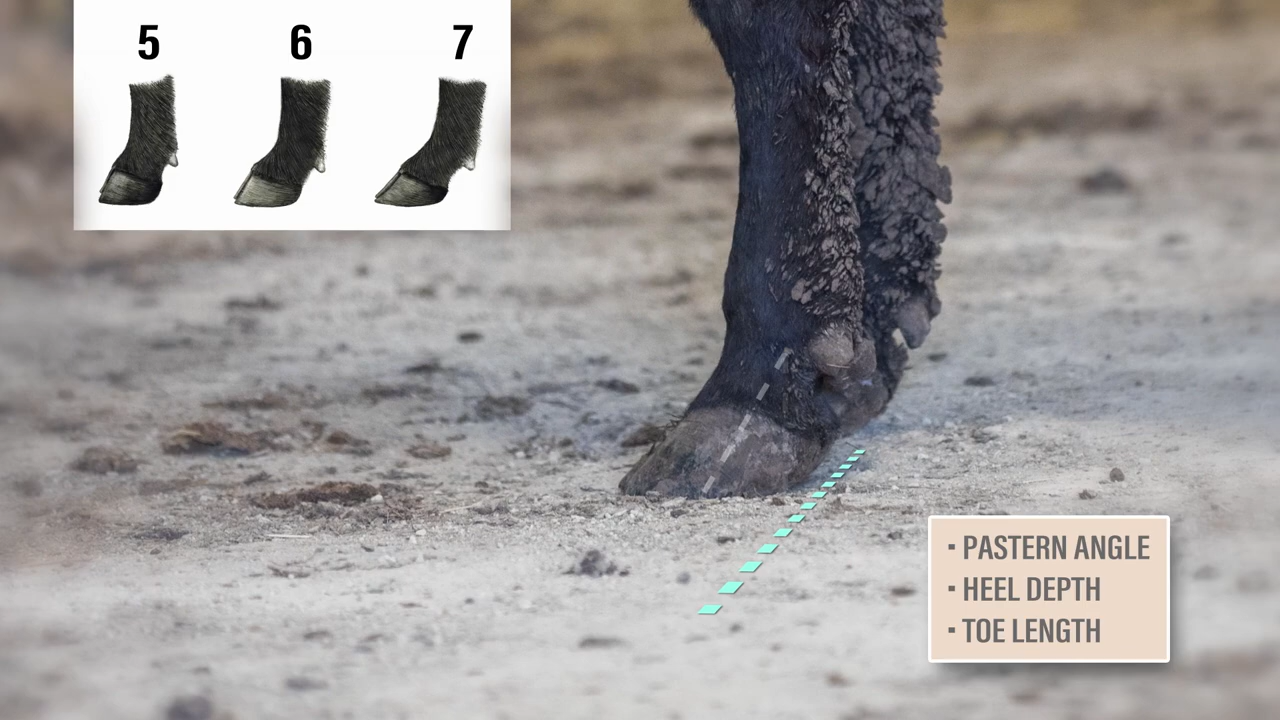 5 6 7
▪ PASTERN ANGLE
▪ HEEL DEPTH
▪ TOE LENGTH